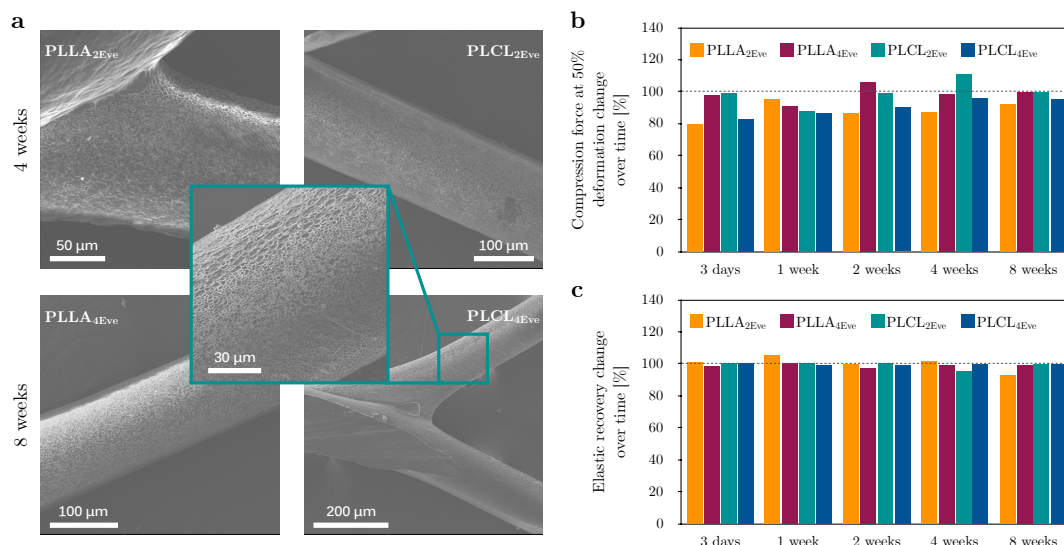 a
PLLA2Eve
PLCL2Eve
4 weeks
50 µm
100 µm
PLLA4Eve
PLCL4Eve
30 µm
8 weeks
100 µm
200 µm
b
Compression force at 50%
deformation change
over time [%]
140
120
100
80
60
40
20
0
PLLA2Eve PLLA4Eve PLCL2Eve PLCL4Eve
3 days 1 week 2 weeks 4 weeks 8 weeks
c
Elastic recovery change
over time [%]
140
120
100
80
60
40
20
0
PLLA2Eve PLLA4Eve PLCL2Eve PLCL4Eve
3 days 1 week 2 weeks 4 weeks 8 weeks